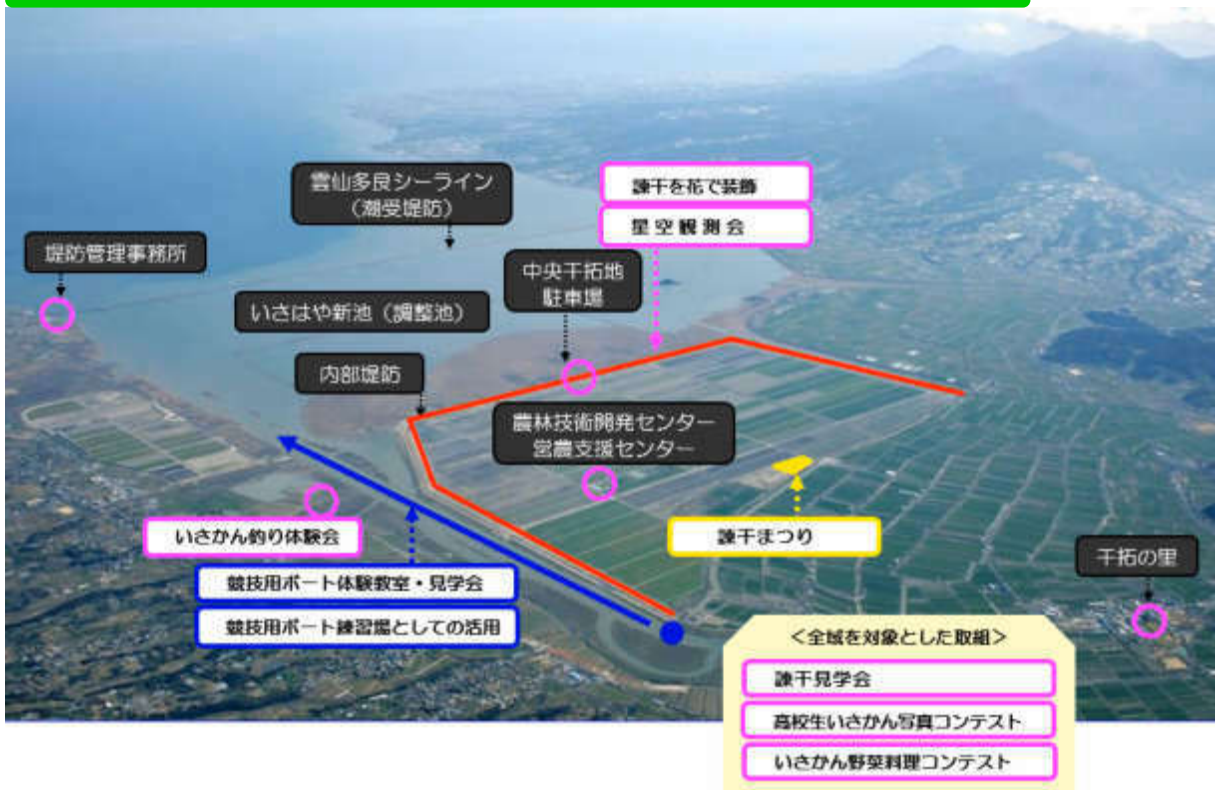 雲仙多良シーライン
（潮受堤防）
諫干を花で装飾
星空観測会
堤防管理事務所
中央干拓地
駐車場
いさはや新池（調整池）
内部堤防
農林技術開発センター
営農支援センター
いさかん釣り体験会
諫干まつり
干拓の里
競技用ボート体験教室・見学会
競技用ボート練習場としての活用
＜全域を対象とした取組＞
諫干見学会
高校生いさかん写真コンテスト
いさかん野菜料理コンテスト